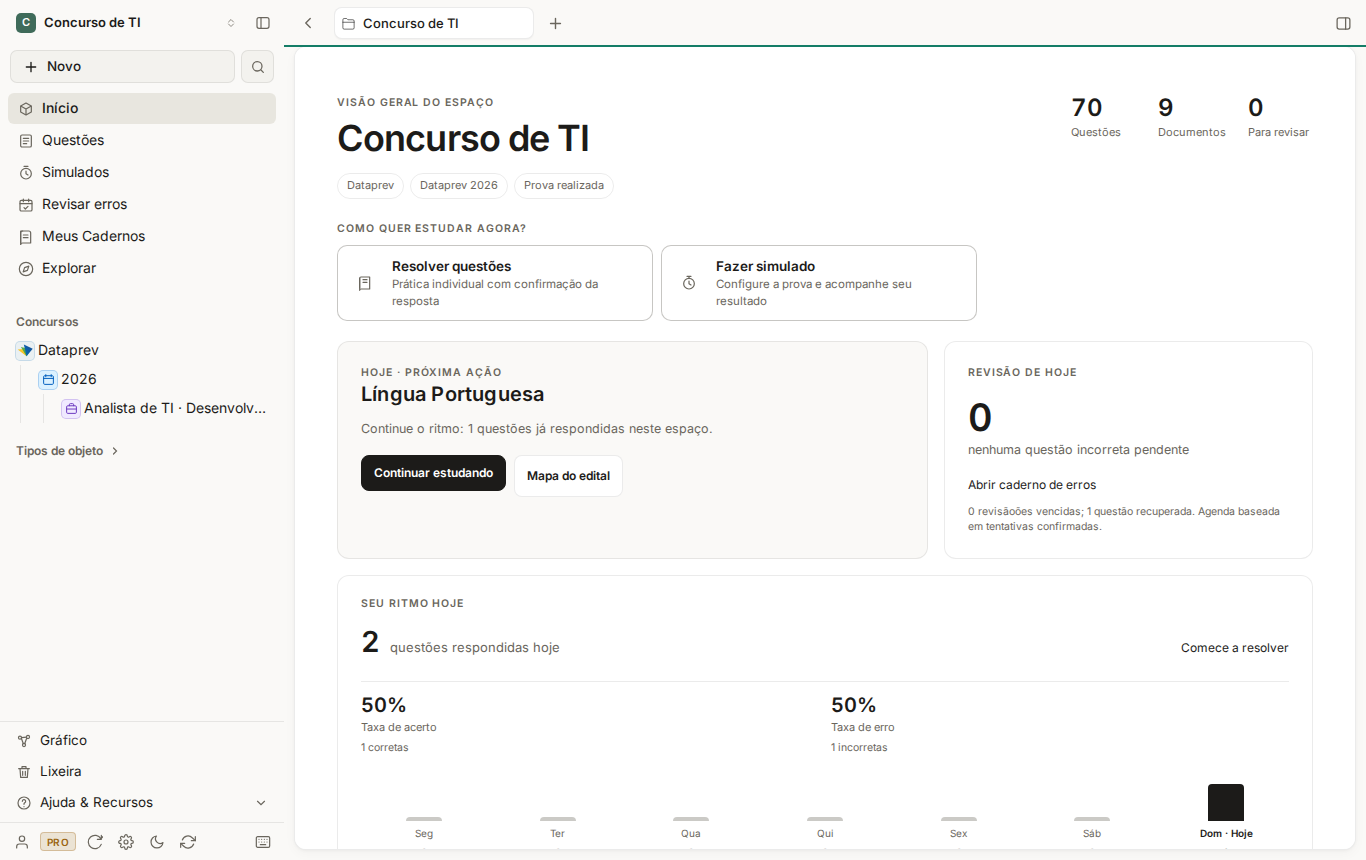 C Concurso de TI
Novo
Início
Questões
Simulados
Revisar erros
Meus Cadernos
Explorar
Concursos
Dataprev
2026
Analista de TI · Desenvolv...
Tipos de objeto
Gráfico
Lixeira
Ajuda & Recursos
PRO
Concurso de TI
VISÃO GERAL DO ESPAÇO
Concurso de TI
Dataprev
Dataprev 2026
Prova realizada
70
Questões
9
Documentos
0
Para revisar
COMO QUER ESTUDAR AGORA?
Resolver questões
Prática individual com confirmação da
resposta
Fazer simulado
Configure a prova e acompanhe seu
resultado
HOJE · PRÓXIMA AÇÃO
Língua Portuguesa
Continue o ritmo: 1 questões já respondidas neste espaço.
Continuar estudando
Mapa do edital
REVISÃO DE HOJE
0
nenhuma questão incorreta pendente
Abrir caderno de erros
0 revisãoões vencidas; 1 questão recuperada. Agenda baseada
em tentativas confirmadas.
SEU RITMO HOJE
2 questões respondidas hoje
Comece a resolver
50%
Taxa de acerto
1 corretas
50%
Taxa de erro
1 incorretas
Seg
Ter
Qua
Qui
Sex
Sáb
Dom · Hoje